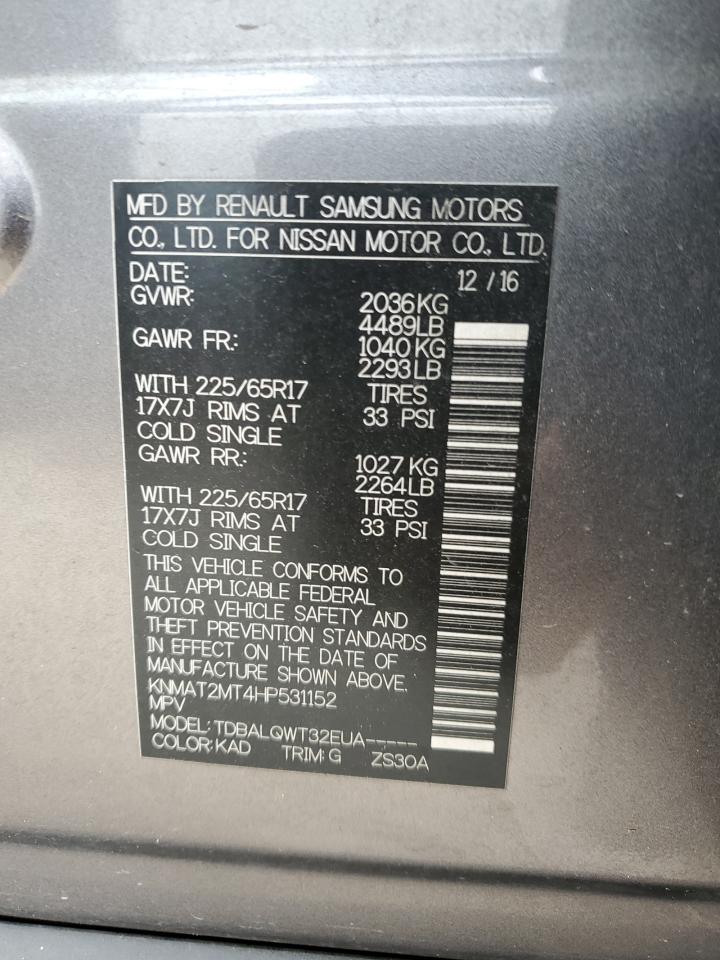 MFD BY RENAULT SAMSUNG MOTORS
CO., LTD. FOR NISSAN MOTOR CO., LTD.
DATE: 12 / 16
GVWR: 2036KG
4489LB
GAWR FR: 1040KG
2293LB
WITH 225/65R17 TIRES
17X7J RIMS AT 33 PSI
COLD SINGLE
GAWR RR: 1027 KG
2264LB
WITH 225/65R17 TIRES
17X7J RIMS AT 33 PSI
COLD SINGLE
THIS VEHICLE CONFORMS TO
ALL APPLICABLE FEDERAL
MOTOR VEHICLE SAFETY AND
THEFT PREVENTION STANDARDS
IN EFFECT ON THE DATE OF
MANUFACTURE SHOWN ABOVE.
KNMAT2MT4HP531152
MPV
MODEL: TDBALQWT32EUA-----
COLOR: KAD TRIM: G ZS30A